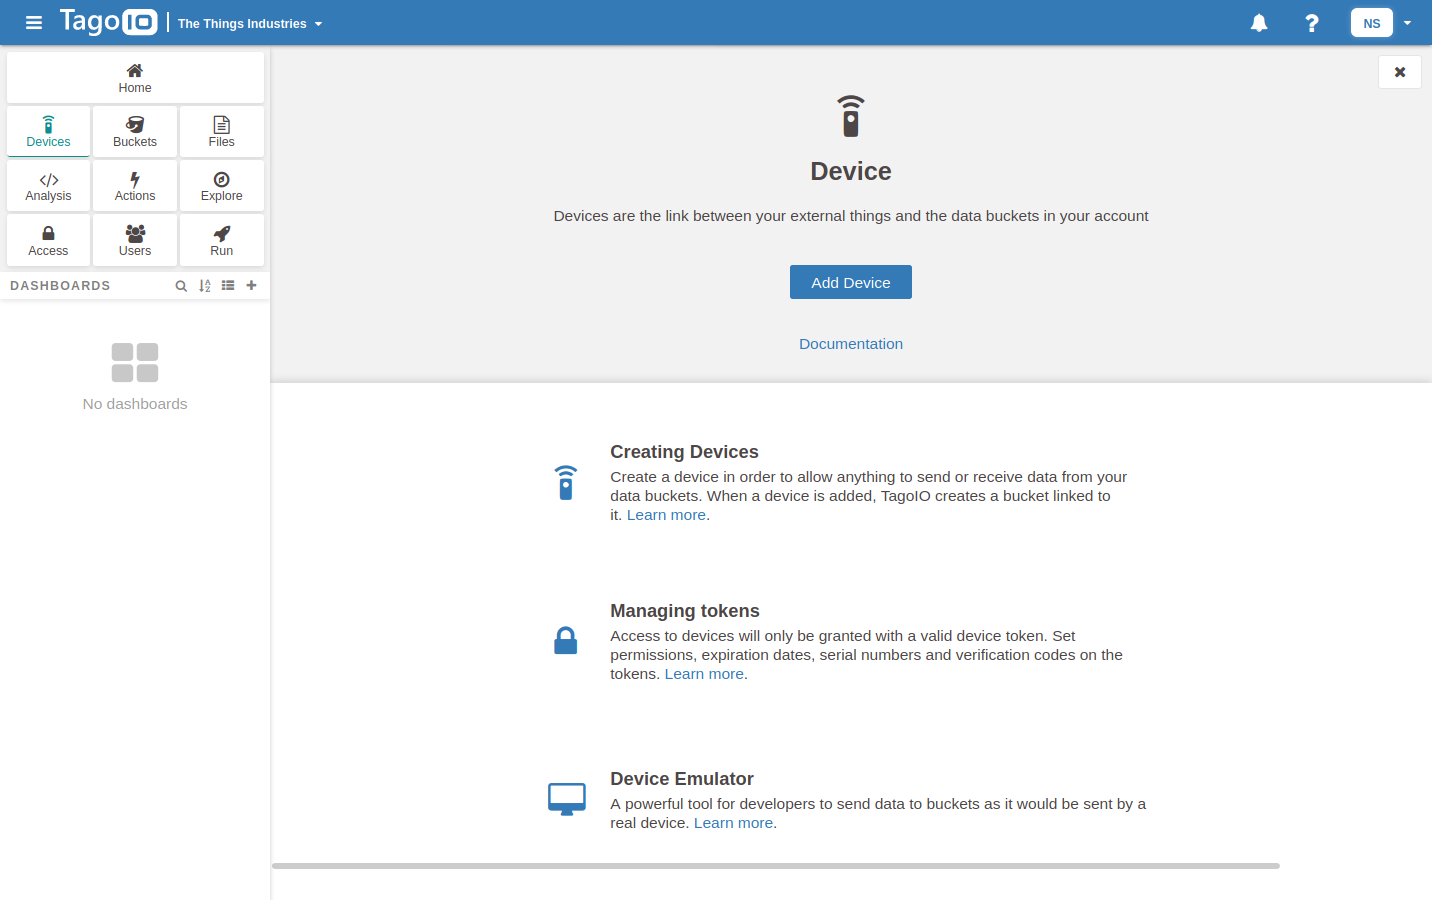 TagoIO
The Things Industries
NS
Home
Devices
Buckets
Files
Analysis
Actions
Explore
Access
Users
Run
DASHBOARDS
No dashboards
Device
Devices are the link between your external things and the data buckets in your account
Add Device
Documentation
Creating Devices
Create a device in order to allow anything to send or receive data from your
data buckets. When a device is added, TagoIO creates a bucket linked to
it. Learn more.
Managing tokens
Access to devices will only be granted with a valid device token. Set
permissions, expiration dates, serial numbers and verification codes on the
tokens. Learn more.
Device Emulator
A powerful tool for developers to send data to buckets as it would be sent by a
real device. Learn more.